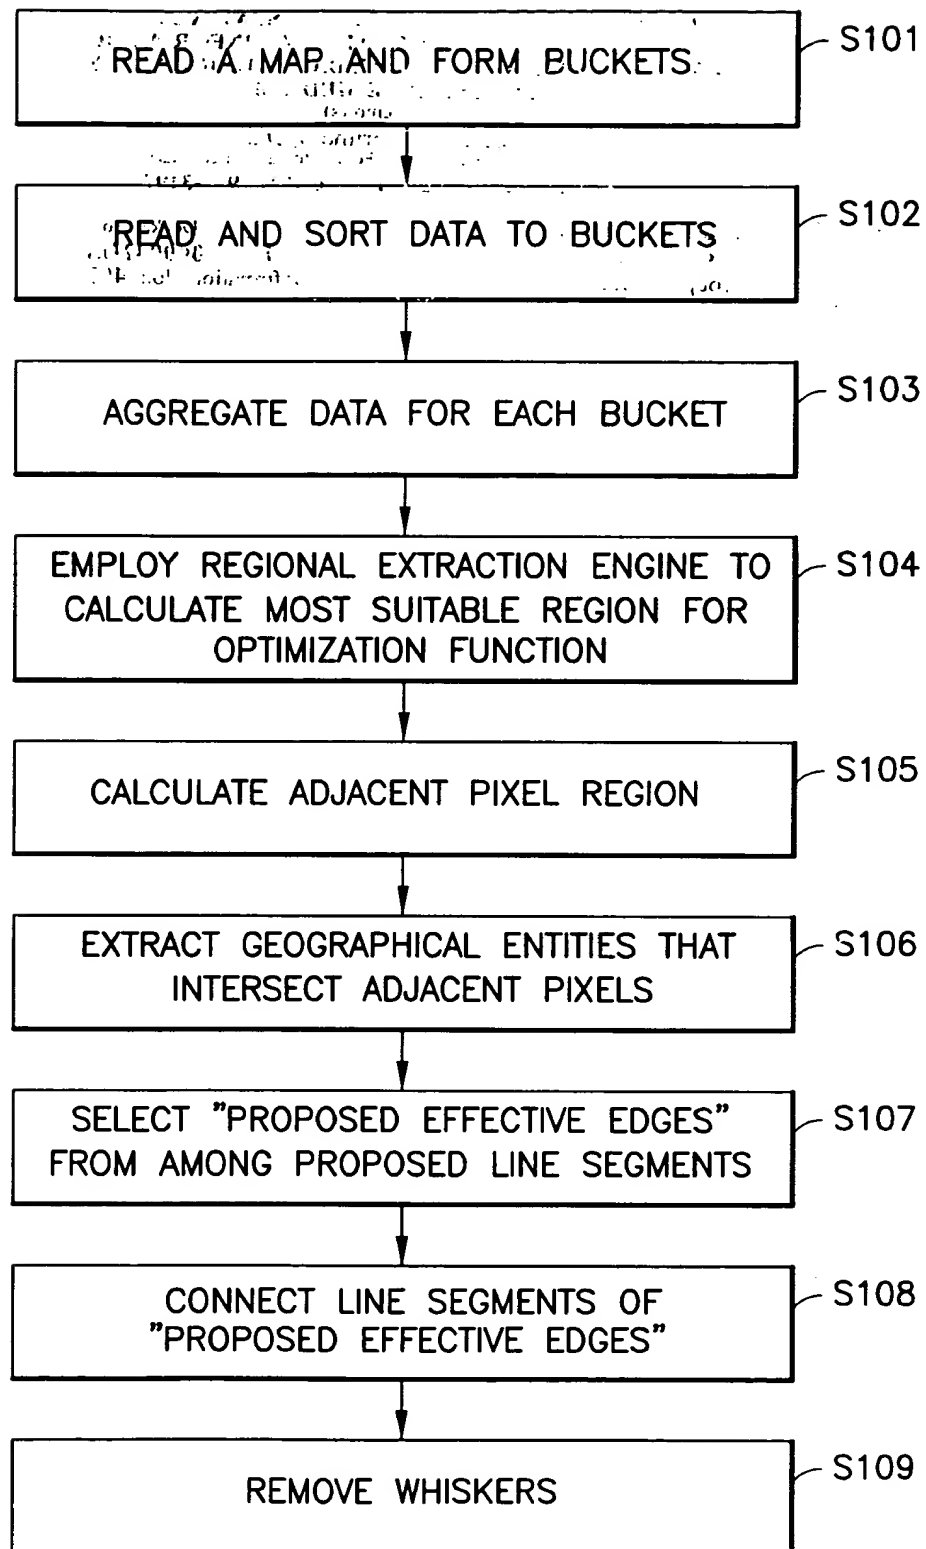 READ A MAP AND FORM BUCKETS
S101
READ AND SORT DATA TO BUCKETS
S102
AGGREGATE DATA FOR EACH BUCKET
S103
EMPLOY REGIONAL EXTRACTION ENGINE TO
CALCULATE MOST SUITABLE REGION FOR
OPTIMIZATION FUNCTION
S104
CALCULATE ADJACENT PIXEL REGION
S105
EXTRACT GEOGRAPHICAL ENTITIES THAT
INTERSECT ADJACENT PIXELS
S106
SELECT "PROPOSED EFFECTIVE EDGES"
FROM AMONG PROPOSED LINE SEGMENTS
S107
CONNECT LINE SEGMENTS OF
"PROPOSED EFFECTIVE EDGES"
S108
REMOVE WHISKERS
S109